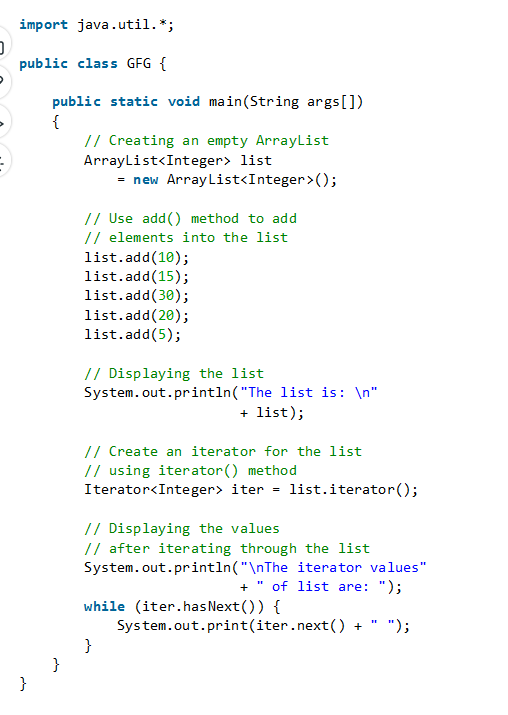 import java.util.*;
public class GFG {
    public static void main(String args[])
    {
        // Creating an empty ArrayList
        ArrayList<Integer> list
            = new ArrayList<Integer>();
        // Use add() method to add
        // elements into the list
        list.add(10);
        list.add(15);
        list.add(30);
        list.add(20);
        list.add(5);
        // Displaying the list
        System.out.println("The list is: \n"
                           + list);
        // Create an iterator for the list
        // using iterator() method
        Iterator<Integer> iter = list.iterator();
        // Displaying the values
        // after iterating through the list
        System.out.println("\nThe iterator values"
                           + " of list are: ");
        while (iter.hasNext()) {
            System.out.print(iter.next() + " ");
        }
    }
}